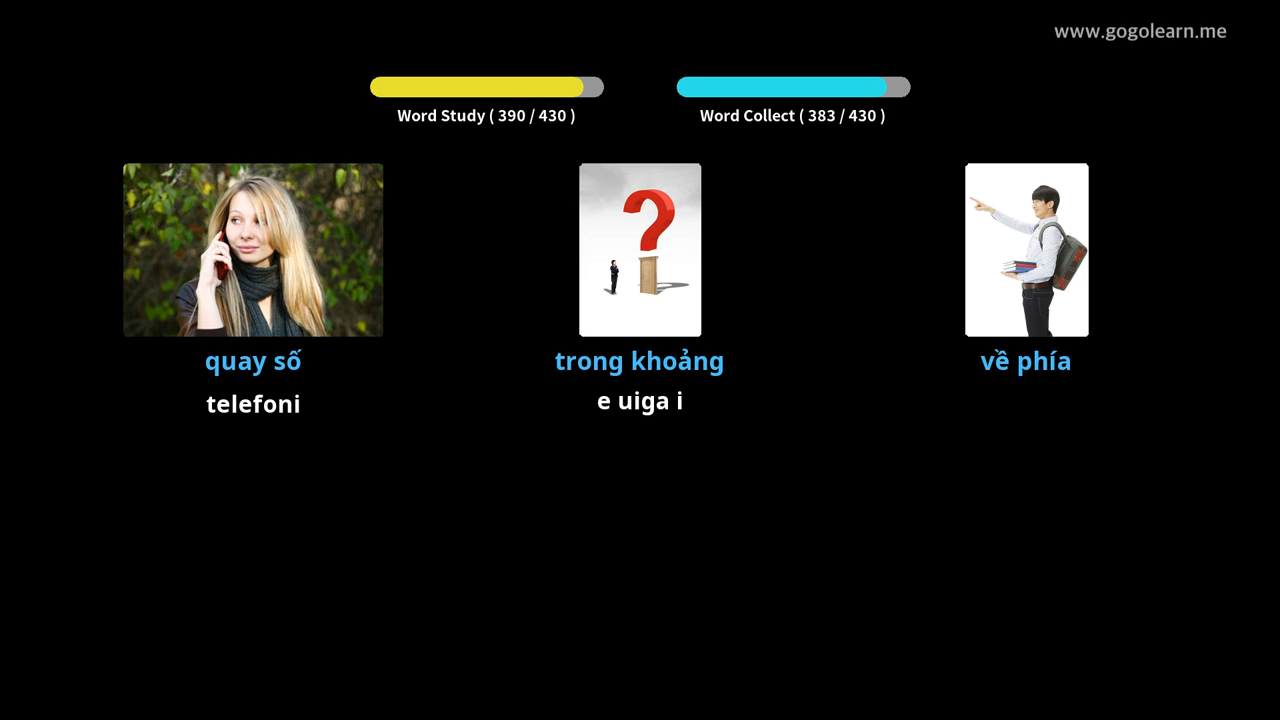 www.gogolearn.me
Word Study ( 390 / 430 )
Word Collect ( 383 / 430 )
quay số
trong khoảng
về phía
telefoni
e uiga i